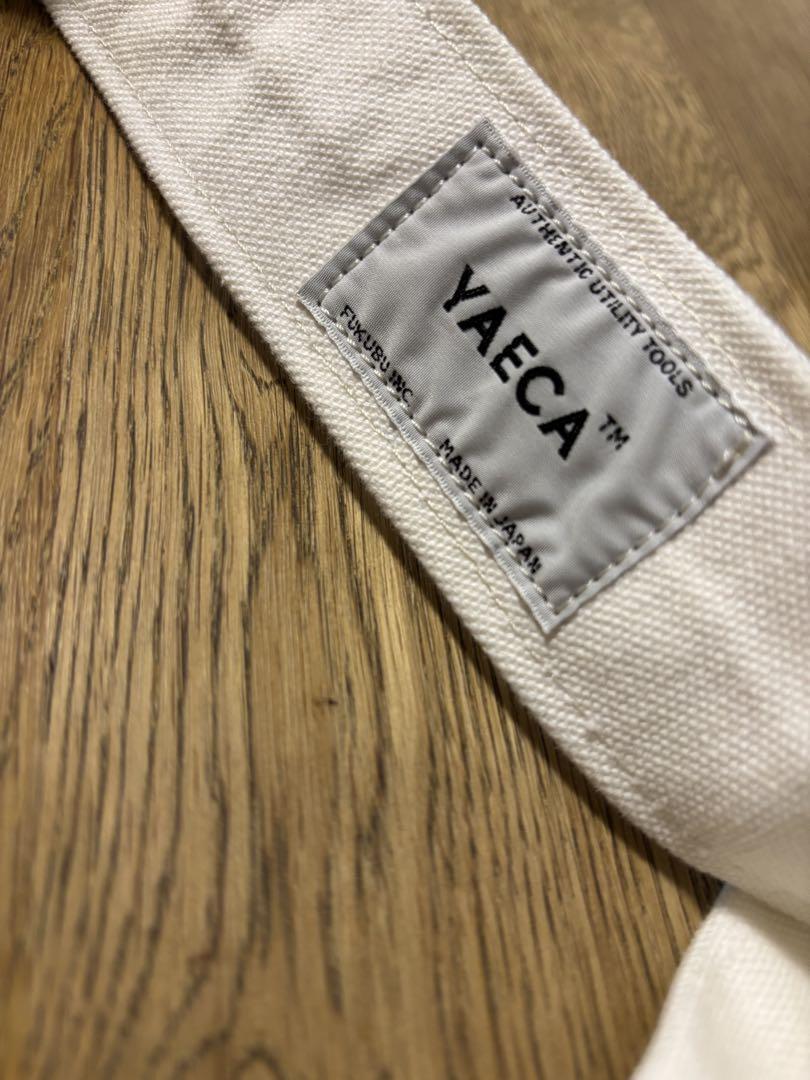 AUTHENTIC UTILITY TOOLS
YAECA™
FUKUBU INC. MADE IN JAPAN